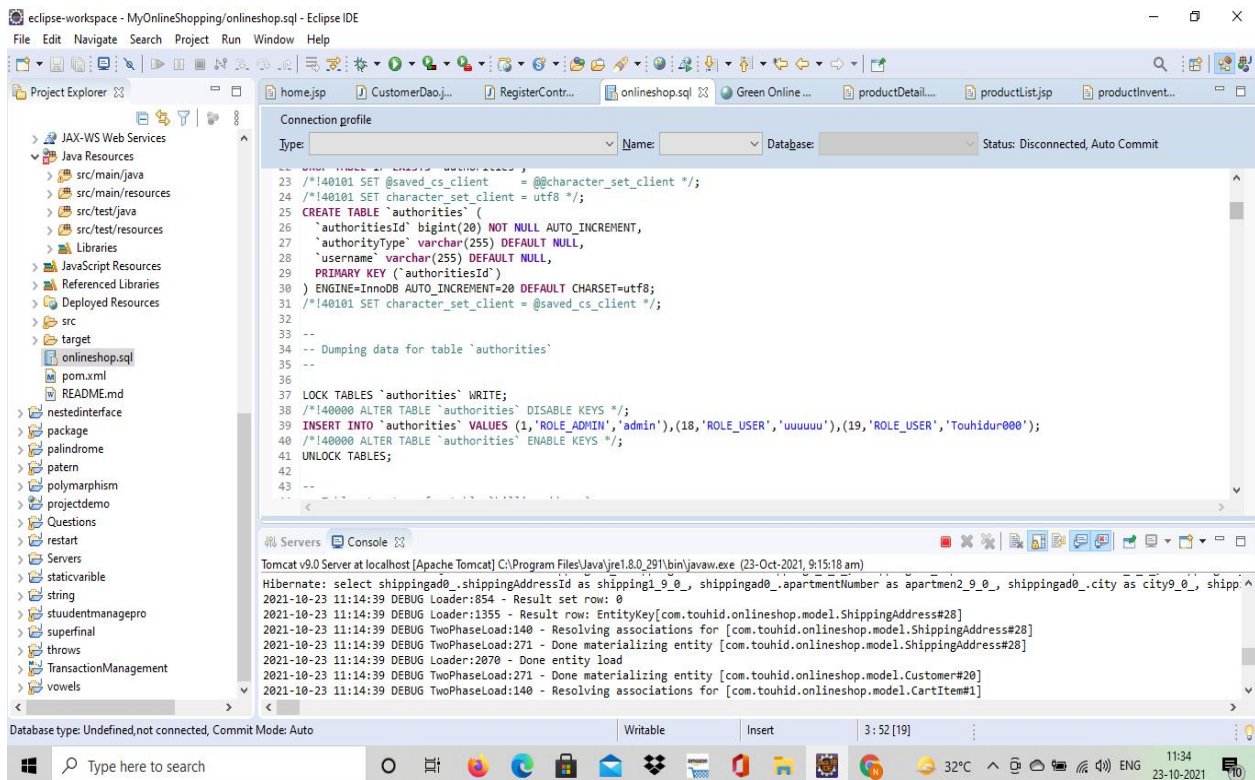 eclipse-workspace - MyOnlineShopping/onlineshop.sql - Eclipse IDE
File Edit Navigate Search Project Run Window Help
Project Explorer
home.jsp CustomerDao.j... RegisterContr... onlineshop.sql Green Online ... productDetail.... productList.jsp productInvent...
JAX-WS Web Services
Java Resources
src/main/java
src/main/resources
src/test/java
src/test/resources
Libraries
JavaScript Resources
Referenced Libraries
Deployed Resources
src
target
onlineshop.sql
pom.xml
README.md
nestedinterface
package
palindrome
patern
polymarphism
projectdemo
Questions
restart
Servers
staticvarible
string
stuudentmanagepro
superfinal
throws
TransactionManagement
vowels
Connection profile
Type: Name: Database: Status: Disconnected, Auto Commit
22 DROP TABLE IF EXISTS `authorities`;
23 /*!40101 SET @saved_cs_client     = @@character_set_client */;
24 /*!40101 SET character_set_client = utf8 */;
25 CREATE TABLE `authorities` (
26   `authoritiesId` bigint(20) NOT NULL AUTO_INCREMENT,
27   `authorityType` varchar(255) DEFAULT NULL,
28   `username` varchar(255) DEFAULT NULL,
29   PRIMARY KEY (`authoritiesId`)
30 ) ENGINE=InnoDB AUTO_INCREMENT=20 DEFAULT CHARSET=utf8;
31 /*!40101 SET character_set_client = @saved_cs_client */;
32
33 --
34 -- Dumping data for table `authorities`
35 --
36
37 LOCK TABLES `authorities` WRITE;
38 /*!40000 ALTER TABLE `authorities` DISABLE KEYS */;
39 INSERT INTO `authorities` VALUES (1,'ROLE_ADMIN','admin'),(18,'ROLE_USER','uuuuuu'),(19,'ROLE_USER','Touhidur000');
40 /*!40000 ALTER TABLE `authorities` ENABLE KEYS */;
41 UNLOCK TABLES;
42
43 --
Servers Console
Tomcat v9.0 Server at localhost [Apache Tomcat] C:\Program Files\Java\jre1.8.0_291\bin\javaw.exe (23-Oct-2021, 9:15:18 am)
Hibernate: select shippingad0_.shippingAddressId as shipping1_9_0_, shippingad0_.apartmentNumber as apartmen2_9_0_, shippingad0_.city as city9_0_, shipp
2021-10-23 11:14:39 DEBUG Loader:854 - Result set row: 0
2021-10-23 11:14:39 DEBUG Loader:1355 - Result row: EntityKey[com.touhid.onlineshop.model.ShippingAddress#28]
2021-10-23 11:14:39 DEBUG TwoPhaseLoad:140 - Resolving associations for [com.touhid.onlineshop.model.ShippingAddress#28]
2021-10-23 11:14:39 DEBUG TwoPhaseLoad:271 - Done materializing entity [com.touhid.onlineshop.model.ShippingAddress#28]
2021-10-23 11:14:39 DEBUG Loader:2070 - Done entity load
2021-10-23 11:14:39 DEBUG TwoPhaseLoad:271 - Done materializing entity [com.touhid.onlineshop.model.Customer#20]
2021-10-23 11:14:39 DEBUG TwoPhaseLoad:140 - Resolving associations for [com.touhid.onlineshop.model.CartItem#1]
Database type: Undefined,not connected, Commit Mode: Auto Writable Insert 3 : 52 [19]
Type here to search 32°C ENG 11:34
23-10-2021